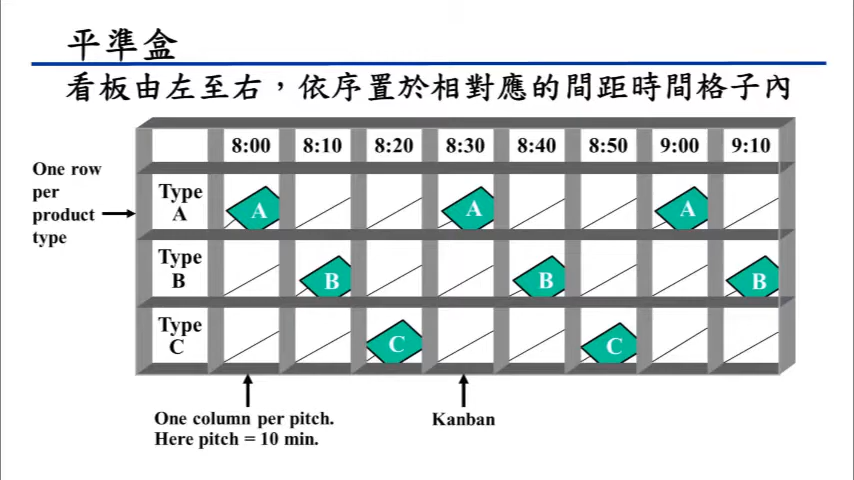 平準盒
看板由左至右，依序置於相對應的間距時間格子內
8:00 8:10 8:20 8:30 8:40 8:50 9:00 9:10
One row
per
product
type
Type
A
A A A
Type
B
B B B
Type
C
C C
One column per pitch.
Here pitch = 10 min.
Kanban